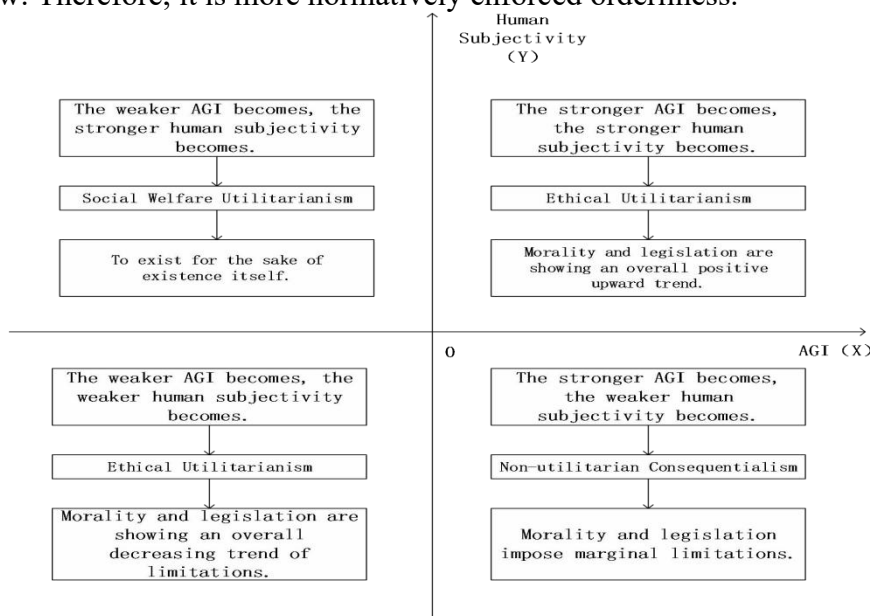 w. Therefore, it is more normatively enforced orderliness.
Human
Subjectivity
(Y)
The weaker AGI becomes, the
stronger human subjectivity
becomes.
Social Welfare Utilitarianism
To exist for the sake of
existence itself.
The stronger AGI becomes,
the stronger human
subjectivity becomes.
Ethical Utilitarianism
Morality and legislation are
showing an overall positive
upward trend.
0
AGI (X)
The weaker AGI becomes, the
weaker human subjectivity
becomes.
Ethical Utilitarianism
Morality and legislation are
showing an overall
decreasing trend of
limitations.
The stronger AGI becomes,
the weaker human
subjectivity becomes.
Non-utilitarian Consequentialism
Morality and legislation
impose marginal limitations.